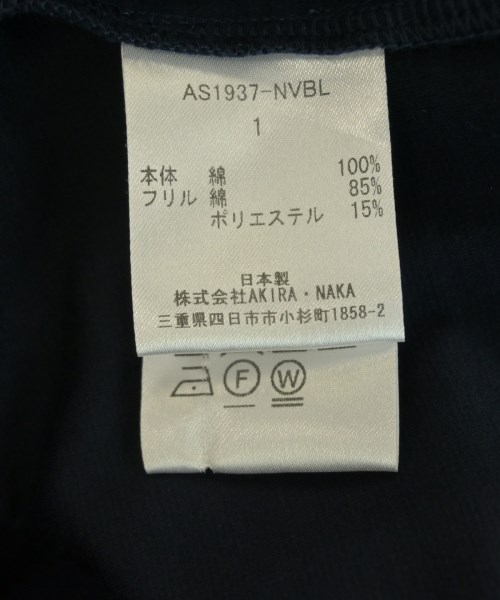 AS1937-NVBL
1
本体 綿 100%
フリル 綿 85%
ポリエステル 15%
日本製
株式会社AKIRA・NAKA
三重県四日市市小杉町1858-2
F W